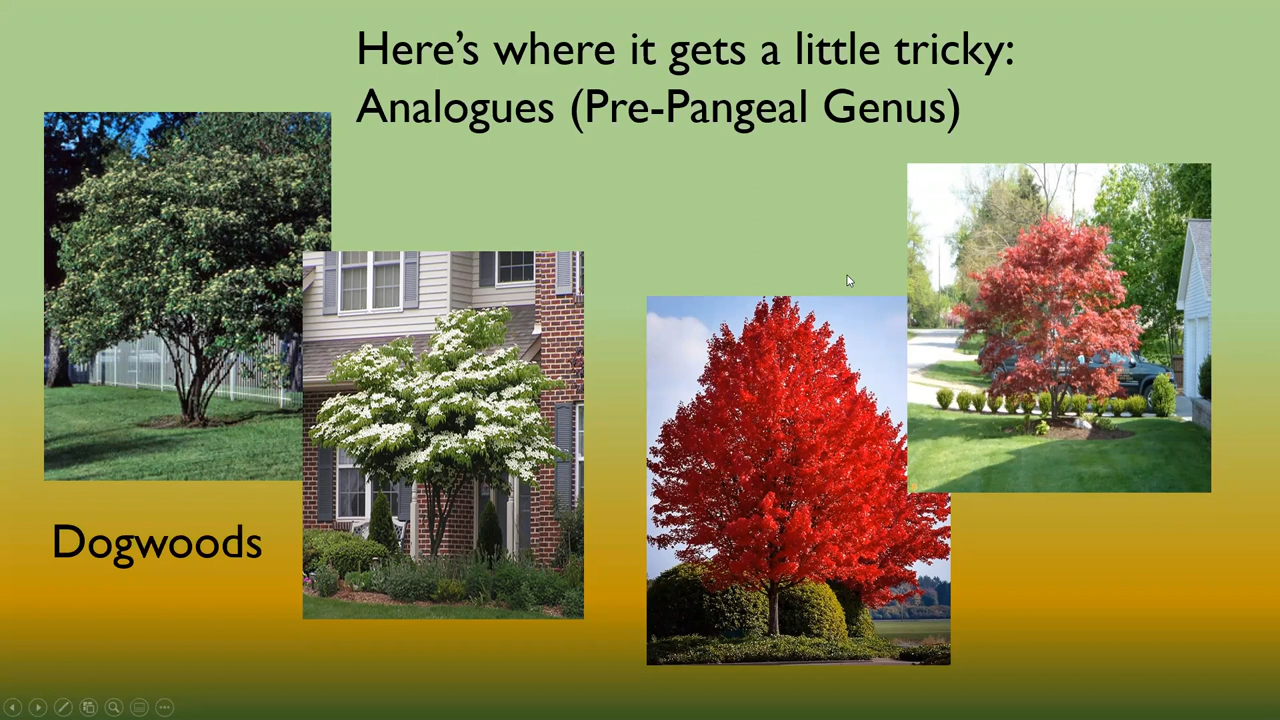 Here’s where it gets a little tricky:
Analogues (Pre-Pangeal Genus)
Dogwoods